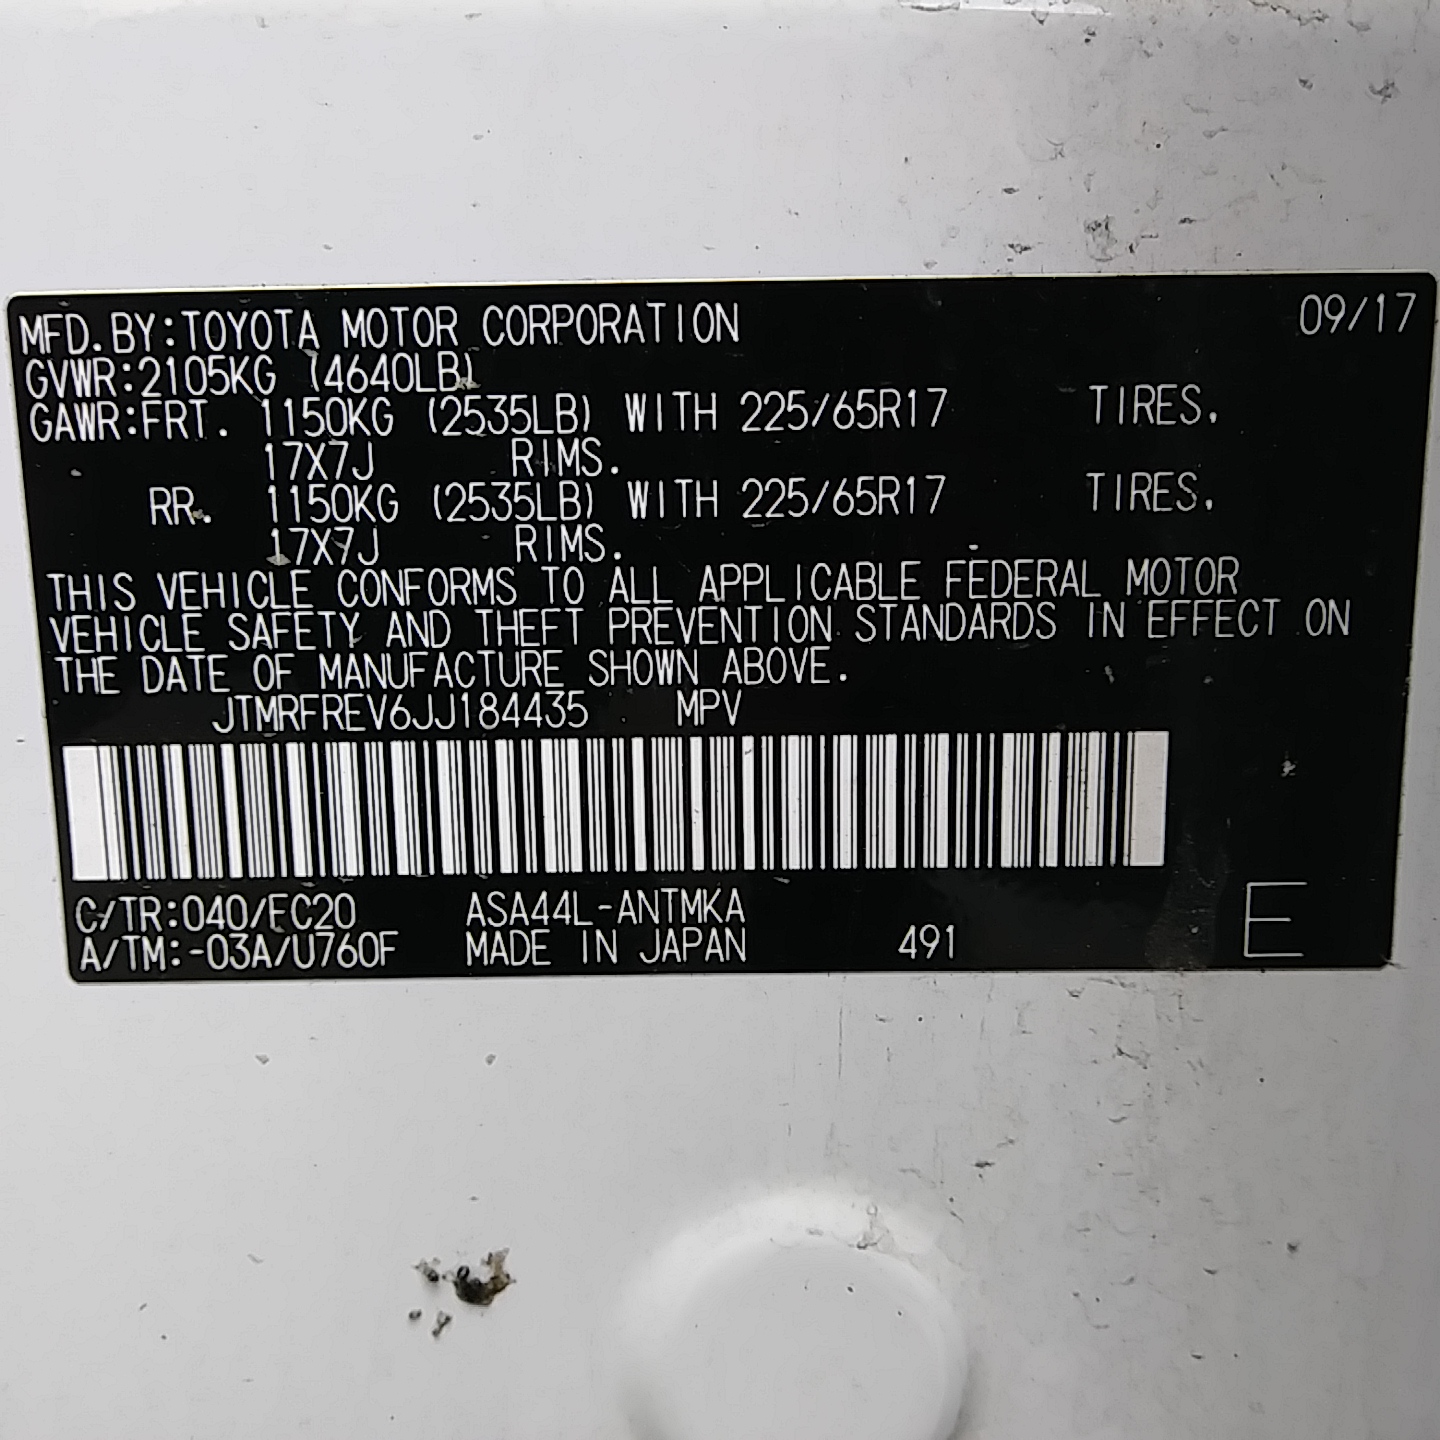 MFD. BY:TOYOTA MOTOR CORPORATION 09/17
GVWR:2105KG (4640LB)
GAWR:FRT. 1150KG (2535LB) WITH 225/65R17 TIRES.
17X7J RIMS.
RR. 1150KG (2535LB) WITH 225/65R17 TIRES.
17X7J RIMS.
THIS VEHICLE CONFORMS TO ALL APPLICABLE FEDERAL MOTOR
VEHICLE SAFETY AND THEFT PREVENTION STANDARDS IN EFFECT ON
THE DATE OF MANUFACTURE SHOWN ABOVE.
JTMRFREV6JJ184435 MPV
C/TR:040/EC20 ASA44L-ANTMKA
A/TM:-03A/U760F MADE IN JAPAN 491 E